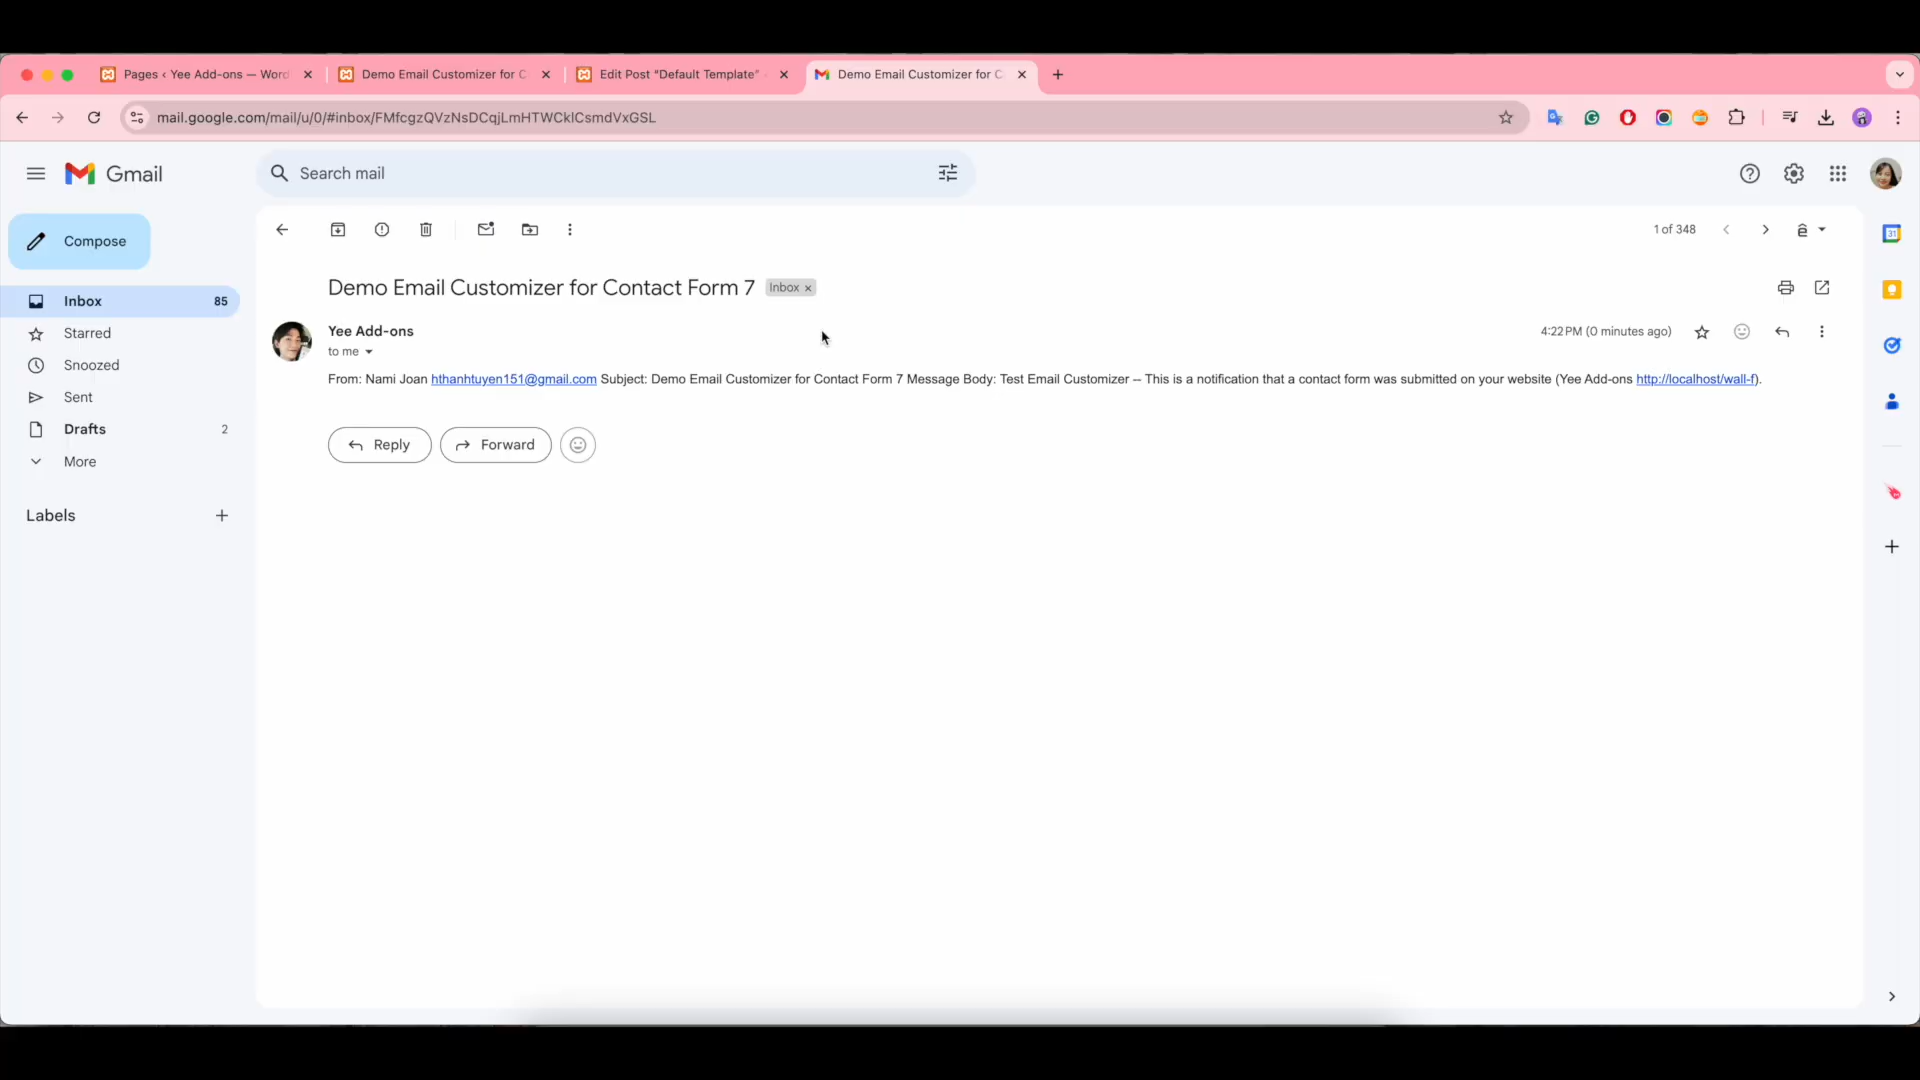 Pages ‹ Yee Add-ons — Word
Demo Email Customizer for C
Edit Post "Default Template"
Demo Email Customizer for C
mail.google.com/mail/u/0/#inbox/FMfcgzQVzNsDCqjLmHTWCklCsmdVxGSL
Gmail
Search mail
Compose
1 of 348
Demo Email Customizer for Contact Form 7 Inbox ×
Inbox 85
Yee Add-ons
4:22 PM (0 minutes ago)
Starred
to me
Snoozed
From: Nami Joan hthanhtuyen151@gmail.com Subject: Demo Email Customizer for Contact Form 7 Message Body: Test Email Customizer -- This is a notification that a contact form was submitted on your website (Yee Add-ons http://localhost/wall-f).
Sent
Drafts 2
Reply
Forward
More
Labels
31